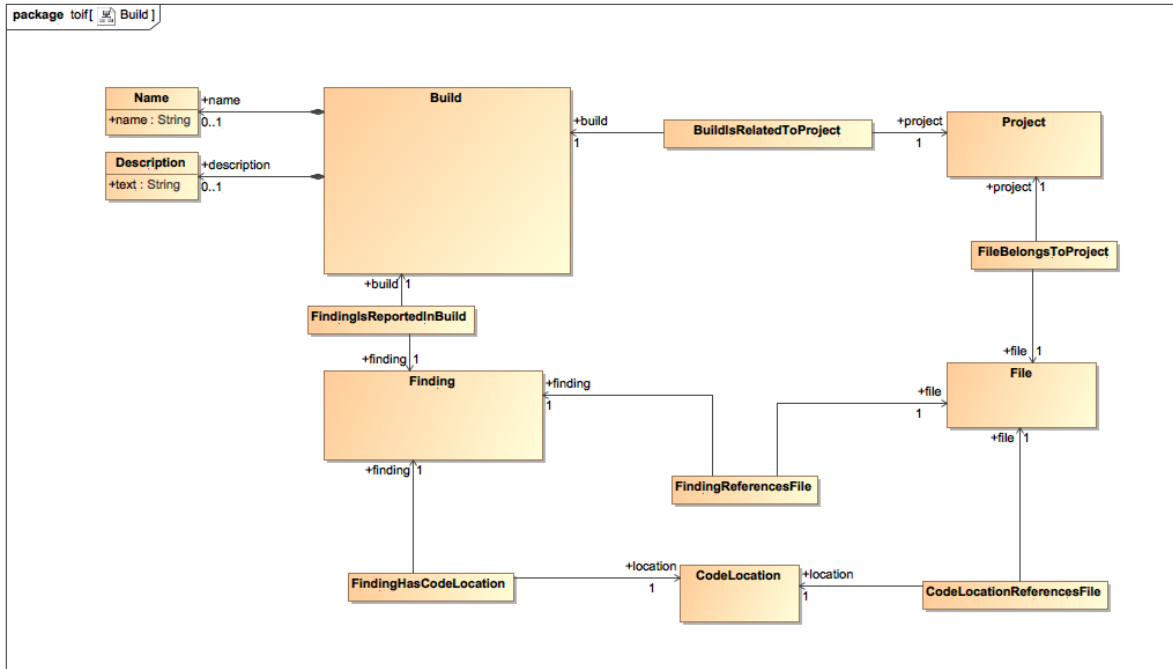 package toif[ Build ]
Name
+name : String
+name
0..1
Build
Description
+text : String
+description
0..1
+build
1
BuildIsRelatedToProject
+project
1
Project
+project 1
FileBelongsToProject
+build 1
FindingIsReportedInBuild
+finding 1
Finding
+finding
1
+file 1
File
+file
1
+file 1
FindingReferencesFile
+finding 1
FindingHasCodeLocation
+location
1
CodeLocation
+location
1
CodeLocationReferencesFile